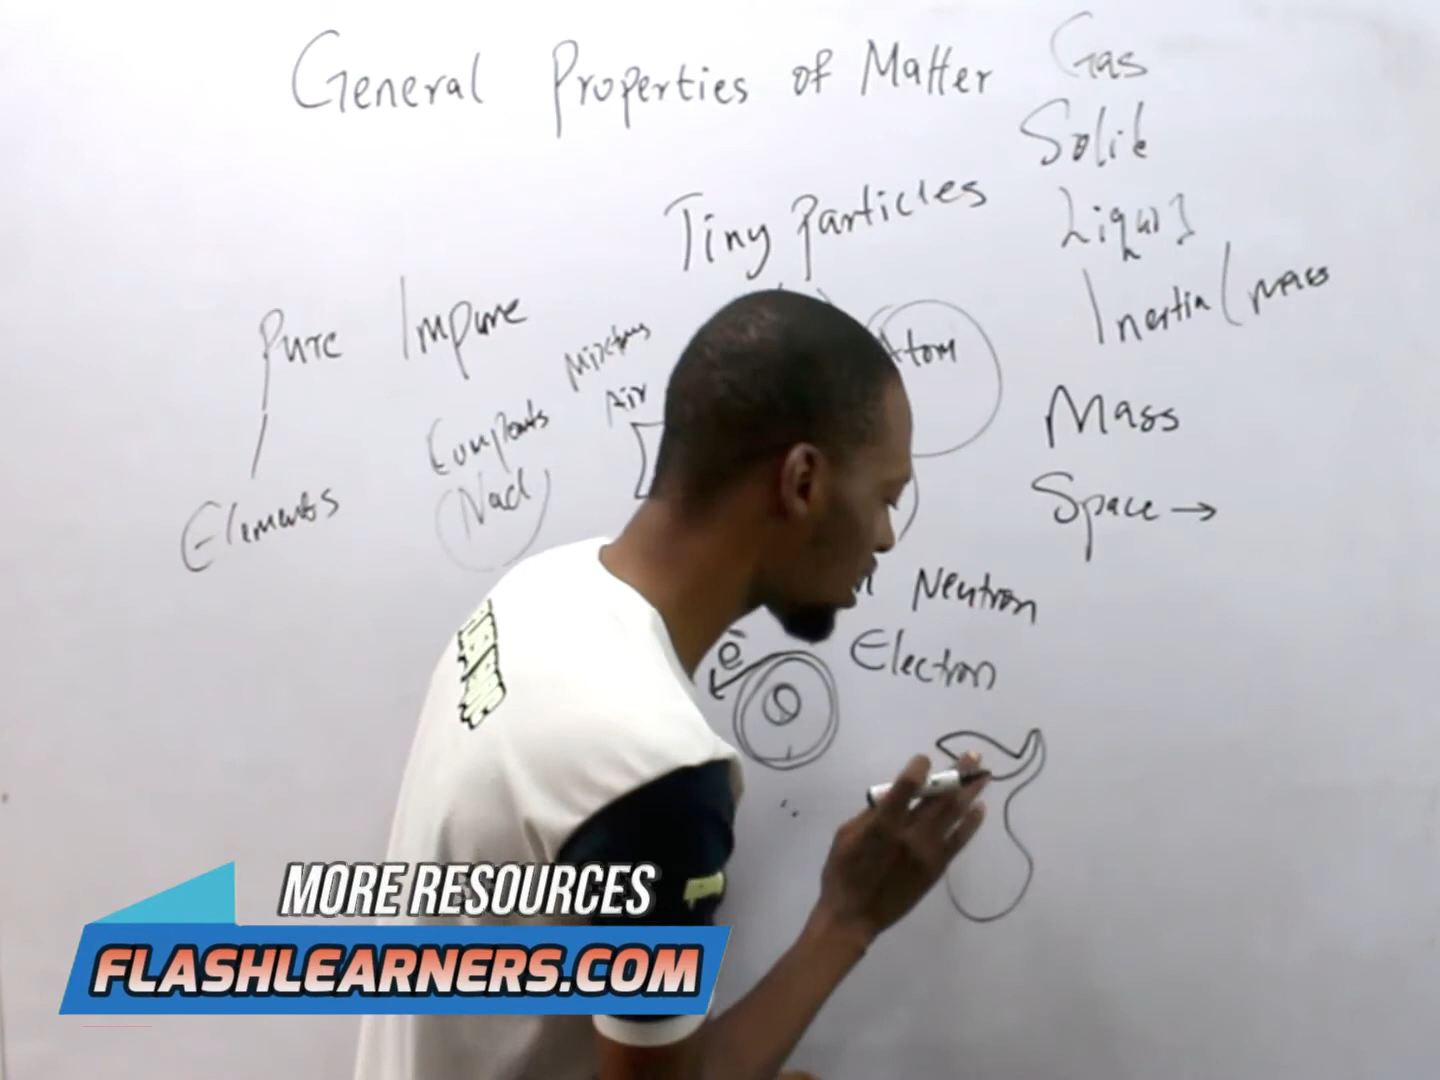 General Properties of Matter
Gas
Solid
Liquid
Tiny Particles
Inertia (mass
Pure Impure
Mixtures
Air
Atom
Mass
Elements
(Nacl)
Space →
Neutron
e-
Electron
MORE RESOURCES
FLASHLEARNERS.COM